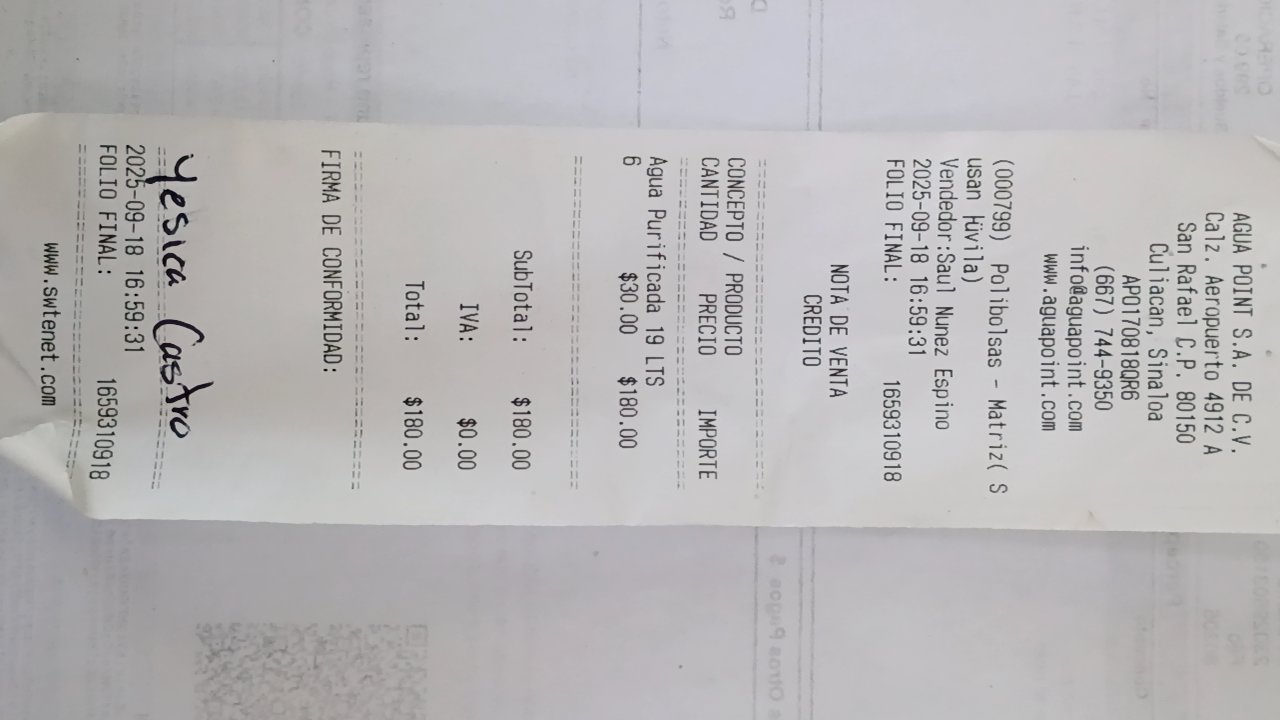 AGUA POINT S.A. DE C.V.
Calz. Aeropuerto 4912 A
San Rafael C.P. 80150
Culiacán, Sinaloa
APO170818QR6
(667) 744-9350
info@aguapoint.com
www.aguapoint.com
(000799) Polibolsas - Matriz( S
usan Hüvila)
Vendedor:Saul Nunez Espino
2025-09-18 16:59:31
FOLIO FINAL: 1659310918
NOTA DE VENTA
CREDITO
CONCEPTO / PRODUCTO
CANTIDAD PRECIO IMPORTE
Agua Purificada 19 LTS
6 $30.00 $180.00
SubTotal: $180.00
IVA: $0.00
Total: $180.00
FIRMA DE CONFORMIDAD:
Yesica Castro
2025-09-18 16:59:31
FOLIO FINAL: 1659310918
www.swtenet.com